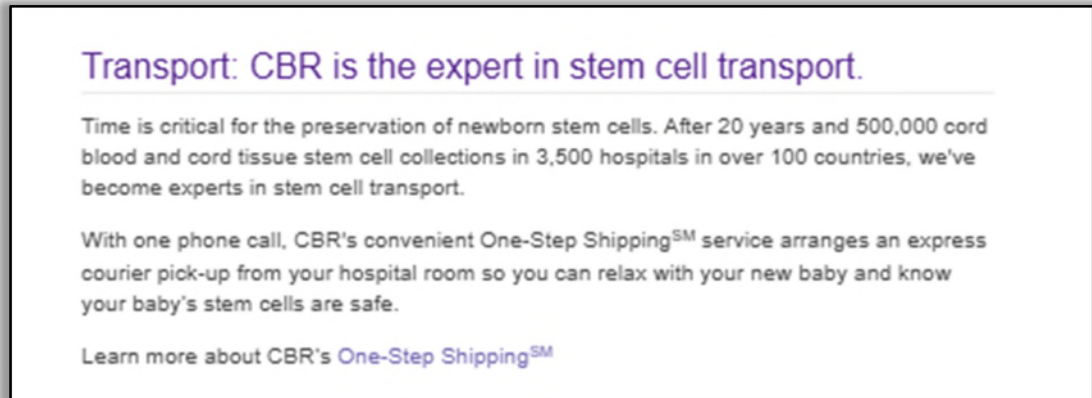 Transport: CBR is the expert in stem cell transport.
Time is critical for the preservation of newborn stem cells. After 20 years and 500,000 cord
blood and cord tissue stem cell collections in 3,500 hospitals in over 100 countries, we've
become experts in stem cell transport.
With one phone call, CBR's convenient One-Step Shipping℠ service arranges an express
courier pick-up from your hospital room so you can relax with your new baby and know
your baby's stem cells are safe.
Learn more about CBR's One-Step Shipping℠